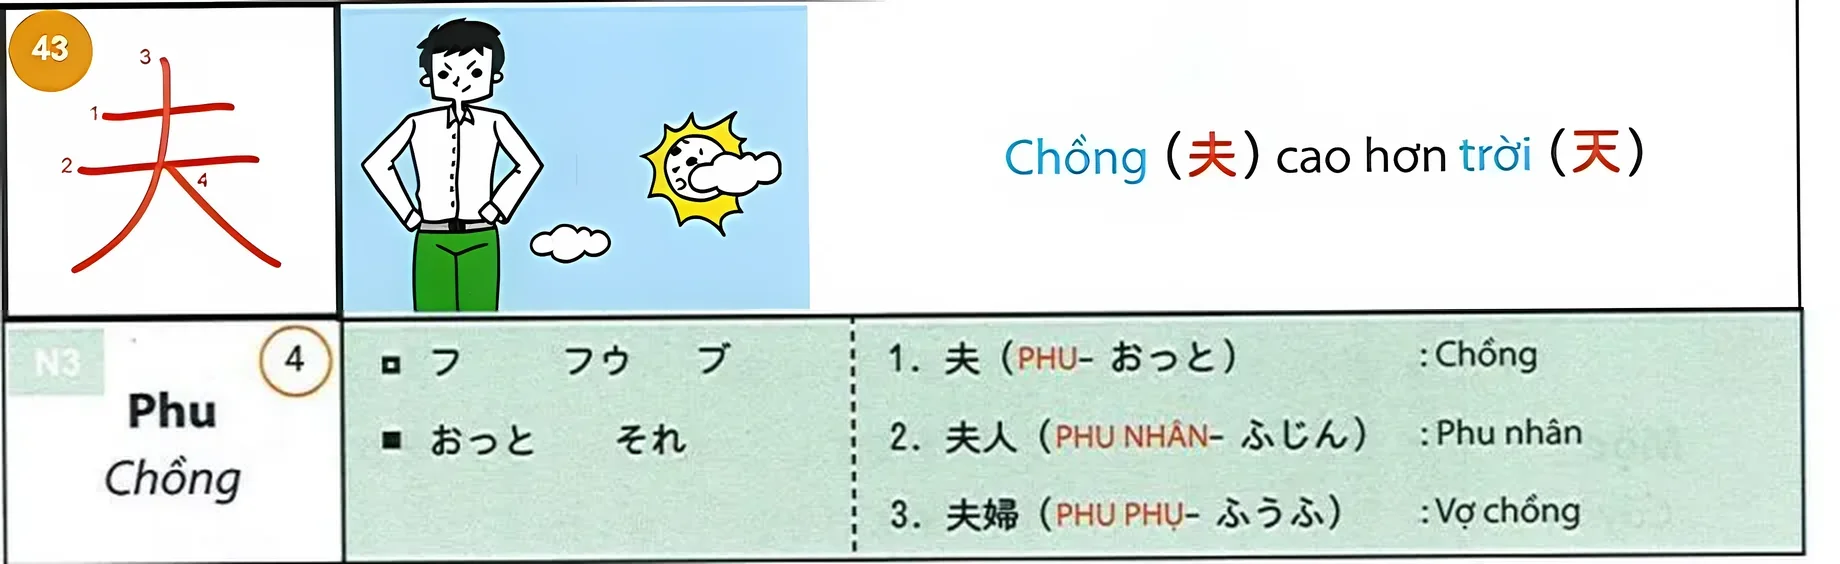 43
3
1
2
4
Chồng (夫) cao hơn trời (天)
N3
4
Phu
Chồng
フ フウ ブ
おっと それ
1. 夫 (PHU- おっと) : Chồng
2. 夫人 (PHU NHÂN- ふじん) : Phu nhân
3. 夫婦 (PHU PHỤ- ふうふ) : Vợ chồng